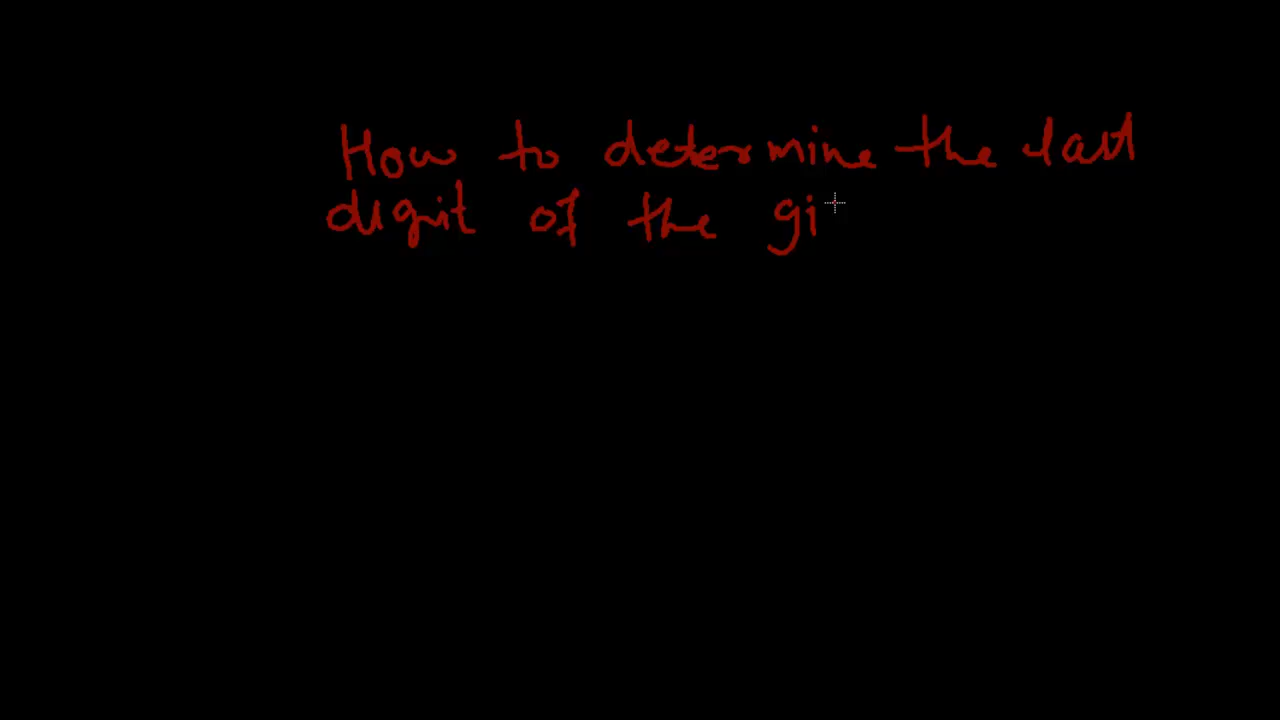 How to determine the last
digit of the gi